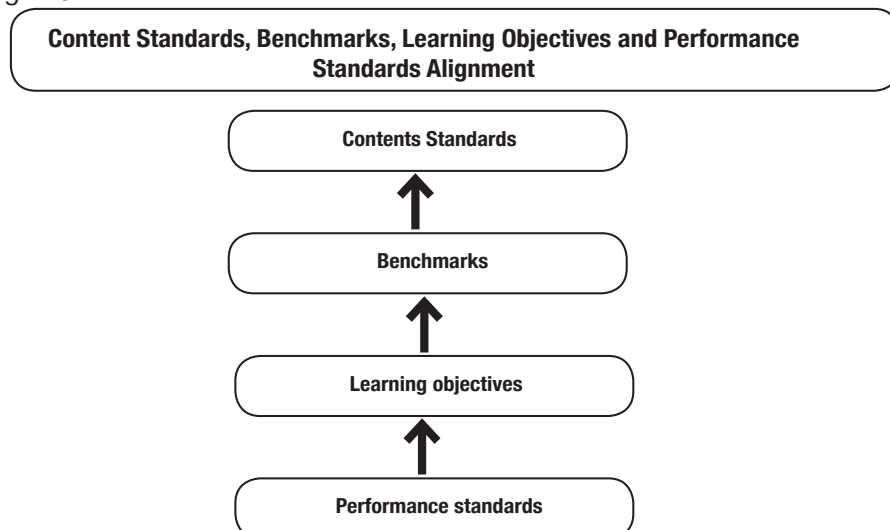 Content Standards, Benchmarks, Learning Objectives and Performance
Standards Alignment
Contents Standards
Benchmarks
Learning objectives
Performance standards